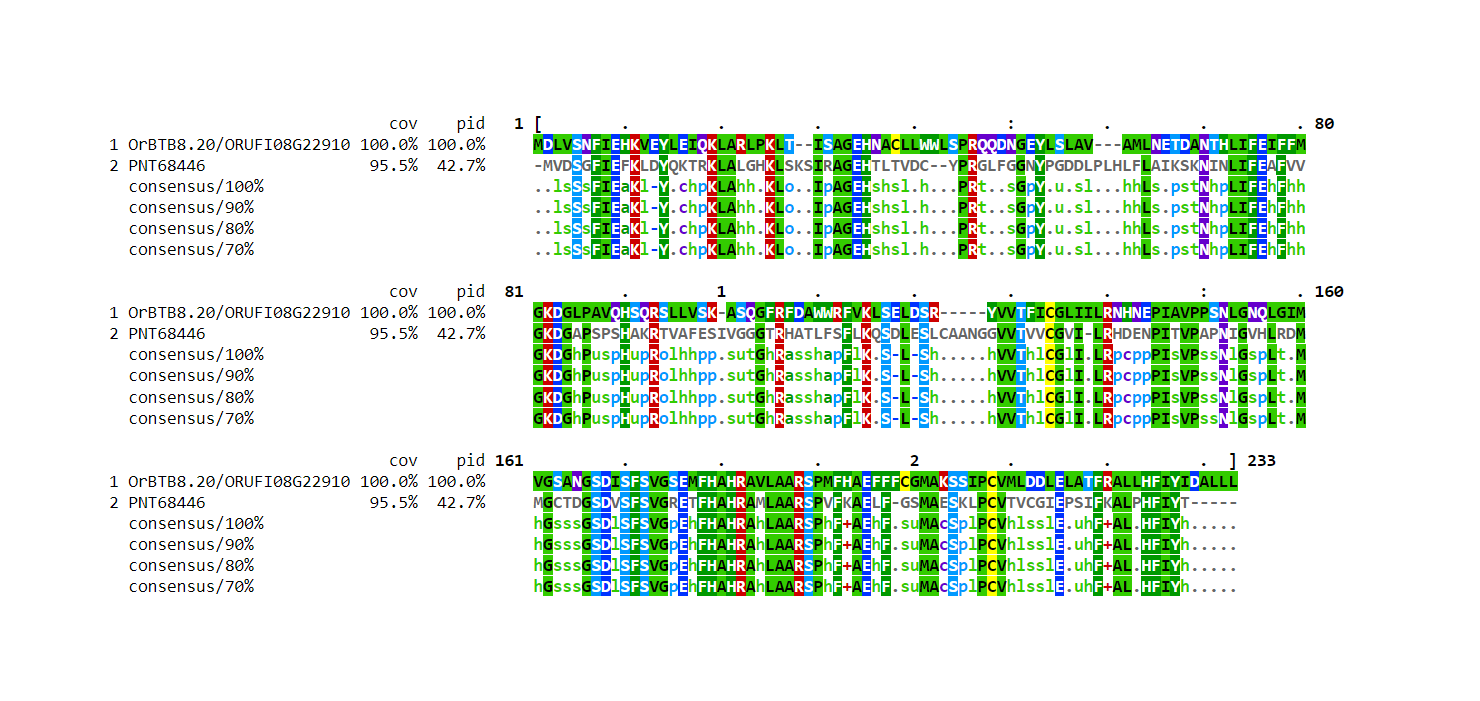 cov pid 1 [ . . . . : . . . 80
1 OrBTB8.20/ORUFI08G22910 100.0% 100.0% MDLVSNFIEHKVEYLEIQKLARLPKLT--ISAGEHNACLLWWLSPRQQDNGEYLSLAV---AMLNETDANTHLIFEIFFM
2 PNT68446 95.5% 42.7% -MVDSGFIEFKLDYQKTRKLALGHKLSKSIRAGEHTLTVDC--YPRGLFGGNYPGDDLPLHLFLAIKSKNINLIFEAFVV
consensus/100% ..lsSsFIEaKl-Y.chpKLAhh.KLo..IpAGEHshsl.h...PRt..sGpY.u.sl...hhLs.pstNhpLIFEhFhh
consensus/90% ..lsSsFIEaKl-Y.chpKLAhh.KLo..IpAGEHshsl.h...PRt..sGpY.u.sl...hhLs.pstNhpLIFEhFhh
consensus/80% ..lsSsFIEaKl-Y.chpKLAhh.KLo..IpAGEHshsl.h...PRt..sGpY.u.sl...hhLs.pstNhpLIFEhFhh
consensus/70% ..lsSsFIEaKl-Y.chpKLAhh.KLo..IpAGEHshsl.h...PRt..sGpY.u.sl...hhLs.pstNhpLIFEhFhh
cov pid 81 . 1 . . . . : . 160
1 OrBTB8.20/ORUFI08G22910 100.0% 100.0% GKDGLPAVQHSQRSLLVSK-ASQGFRFDAWWRFVKLSELDSR-----YVVTFICGLIILRNHNEPIAVPPSNLGNQLGIM
2 PNT68446 95.5% 42.7% GKDGAPSPSHAKRTVAFESIVGGGTRHATLFSFLKQSDLESLCAANGGVVTVVCGVI-LRHDENPITVPAPNIGVHLRDM
consensus/100% GKDGhPuspHupRolhhpp.sutGhRasshapFlK.S-L-Sh.....hVVThlCGlI.LRpcppPIsVPssNlGspLt.M
consensus/90% GKDGhPuspHupRolhhpp.sutGhRasshapFlK.S-L-Sh.....hVVThlCGlI.LRpcppPIsVPssNlGspLt.M
consensus/80% GKDGhPuspHupRolhhpp.sutGhRasshapFlK.S-L-Sh.....hVVThlCGlI.LRpcppPIsVPssNlGspLt.M
consensus/70% GKDGhPuspHupRolhhpp.sutGhRasshapFlK.S-L-Sh.....hVVThlCGlI.LRpcppPIsVPssNlGspLt.M
cov pid 161 . . . 2 . . . ] 233
1 OrBTB8.20/ORUFI08G22910 100.0% 100.0% VGSANGSDISFSVGSEMFHAHRAVLAARSPMFHAEFFFCGMAKSSIPCVMLDDLELATFRALLHFIYIDALLL
2 PNT68446 95.5% 42.7% MGCTDGSDVSFSVGRETFHAHRAMLAARSPVFKAELF-GSMAESKLPCVTVCGIEPSIFKALPHFIYT-----
consensus/100% hGsssGSDlSFSVGpEhFHAHRAhLAARSPhF+AEhF.suMAcSplPCVhlsslE.uhF+AL.HFIYh.....
consensus/90% hGsssGSDlSFSVGpEhFHAHRAhLAARSPhF+AEhF.suMAcSplPCVhlsslE.uhF+AL.HFIYh.....
consensus/80% hGsssGSDlSFSVGpEhFHAHRAhLAARSPhF+AEhF.suMAcSplPCVhlsslE.uhF+AL.HFIYh.....
consensus/70% hGsssGSDlSFSVGpEhFHAHRAhLAARSPhF+AEhF.suMAcSplPCVhlsslE.uhF+AL.HFIYh.....